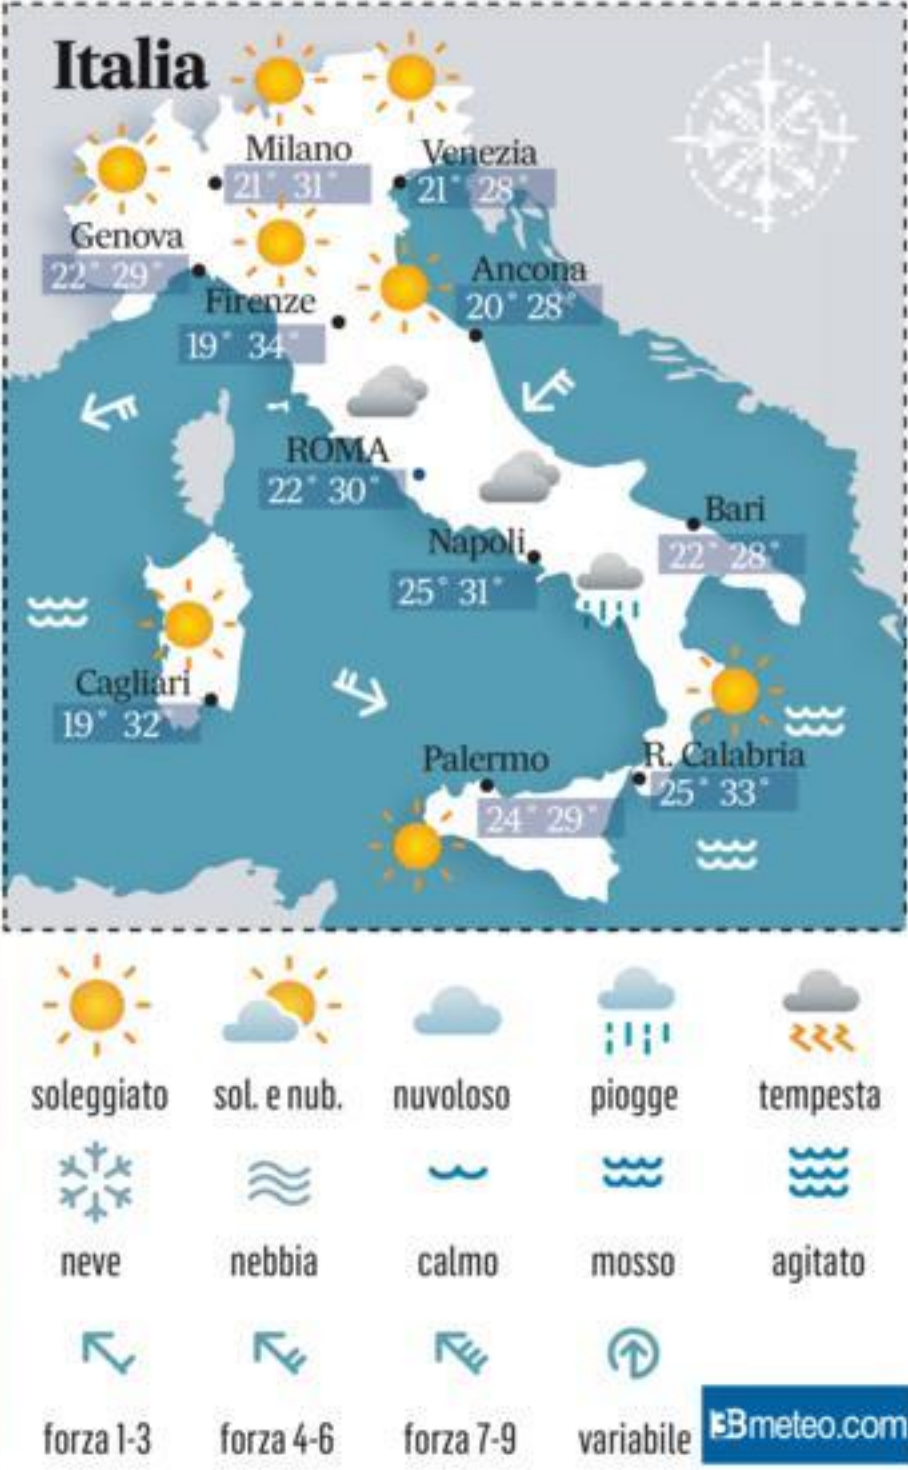 Italia
Milano
21° 31°
Venezia
21° 28°
Genova
22° 29°
Firenze
19° 34°
Ancona
20° 28°
ROMA
22° 30°
Napoli
25° 31°
Bari
22° 28°
Cagliari
19° 32°
Palermo
24° 29°
R. Calabria
25° 33°
soleggiato sol. e nub. nuvoloso piogge tempesta
neve nebbia calmo mosso agitato
forza 1-3 forza 4-6 forza 7-9 variabile
3Bmeteo.com